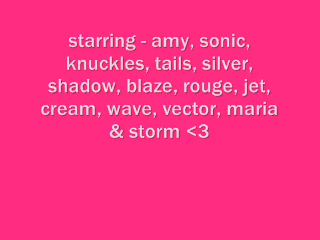 starring - amy, sonic,
knuckles, tails, silver,
shadow, blaze, rouge, jet,
cream, wave, vector, maria
& storm <3